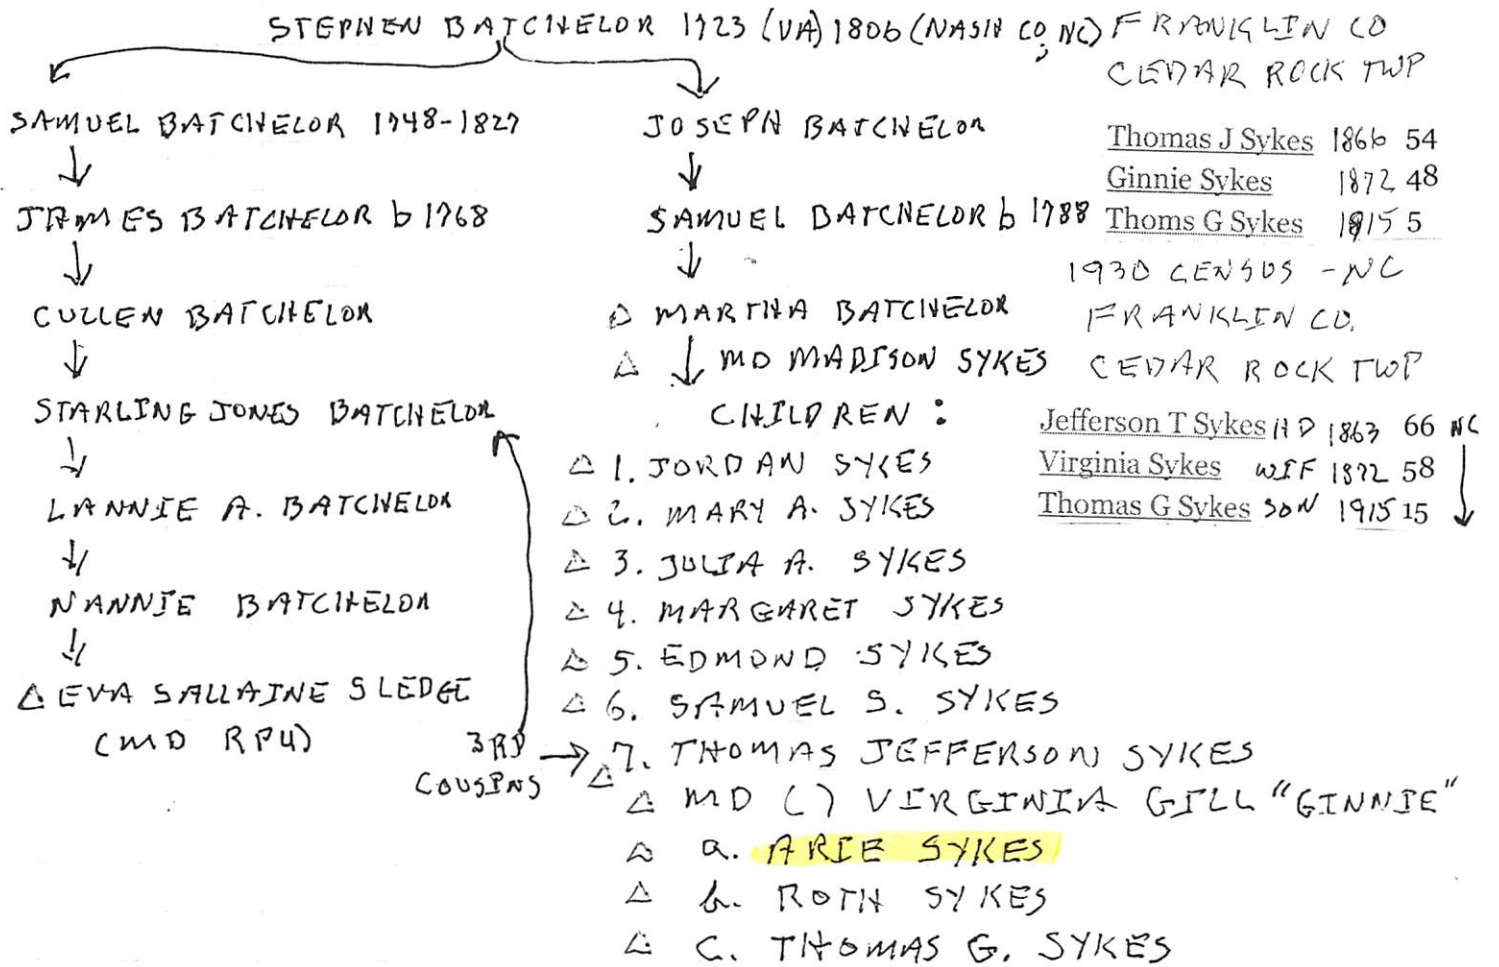 STEPHEN BATCHELOR 1723 (VA) 1806 (NASH CO, NC)
SAMUEL BATCHELOR 1748-1827
JAMES BATCHELOR b 1768
CULLEN BATCHELOR
STARLING JONES BATCHELOR
LANNIE A. BATCHELOR
NANNIE BATCHELOR
EVA SALLAINE SLEDGE
(MD RP4)
3RD
COUSINS
JOSEPH BATCHELOR
SAMUEL BATCHELOR b 1788
MARTHA BATCHELOR
MD MADISON SYKES
CHILDREN:
1. JORDAN SYKES
2. MARY A. SYKES
3. JULIA A. SYKES
4. MARGARET SYKES
5. EDMOND SYKES
6. SAMUEL S. SYKES
7. THOMAS JEFFERSON SYKES
MD ( ) VIRGINIA GILL "GINNIE"
a. ARIE SYKES
b. ROTH SYKES
C. THOMAS G. SYKES
FRANKLIN CO
CEDAR ROCK TWP
Thomas J Sykes 1866 54
Ginnie Sykes 1872 48
Thoms G Sykes 1915 5
1930 CENSUS - NC
FRANKLIN CO.
CEDAR ROCK TWP
Jefferson T Sykes HD 1863 66 NC
Virginia Sykes WIF 1872 58
Thomas G Sykes SON 1915 15